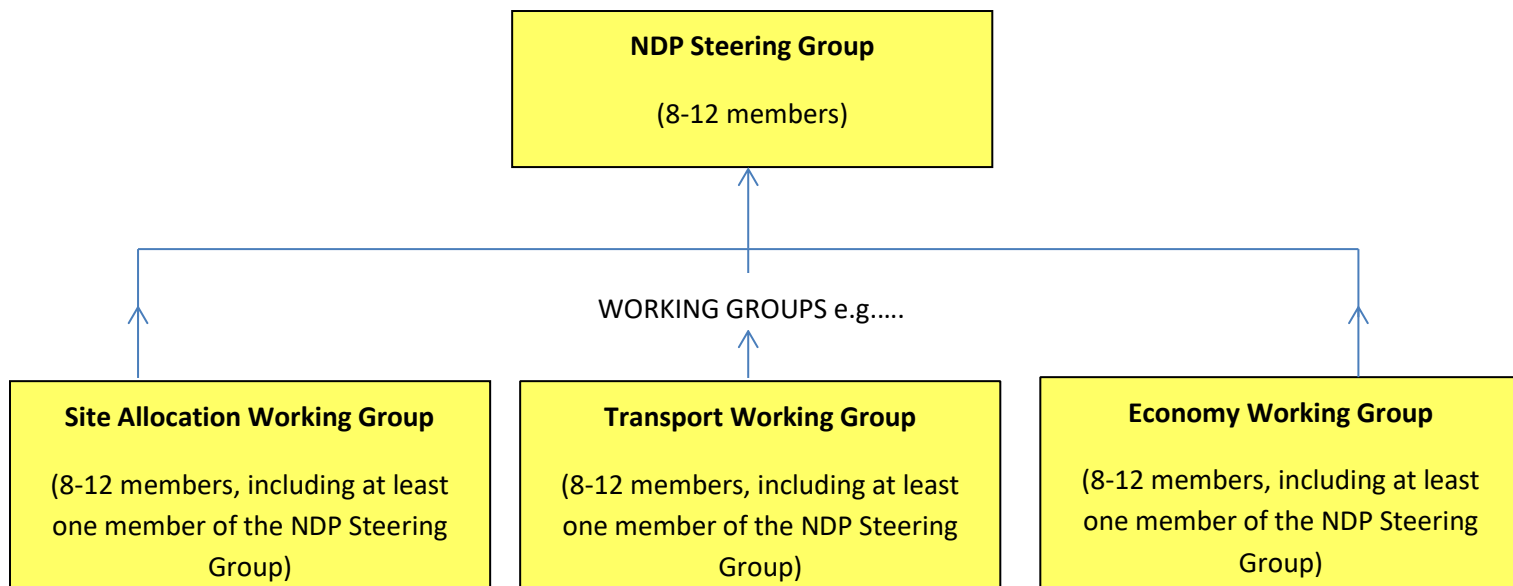 NDP Steering Group
(8-12 members)
WORKING GROUPS e.g.....
Site Allocation Working Group
(8-12 members, including at least
one member of the NDP Steering
Group)
Transport Working Group
(8-12 members, including at least
one member of the NDP Steering
Group)
Economy Working Group
(8-12 members, including at least
one member of the NDP Steering
Group)